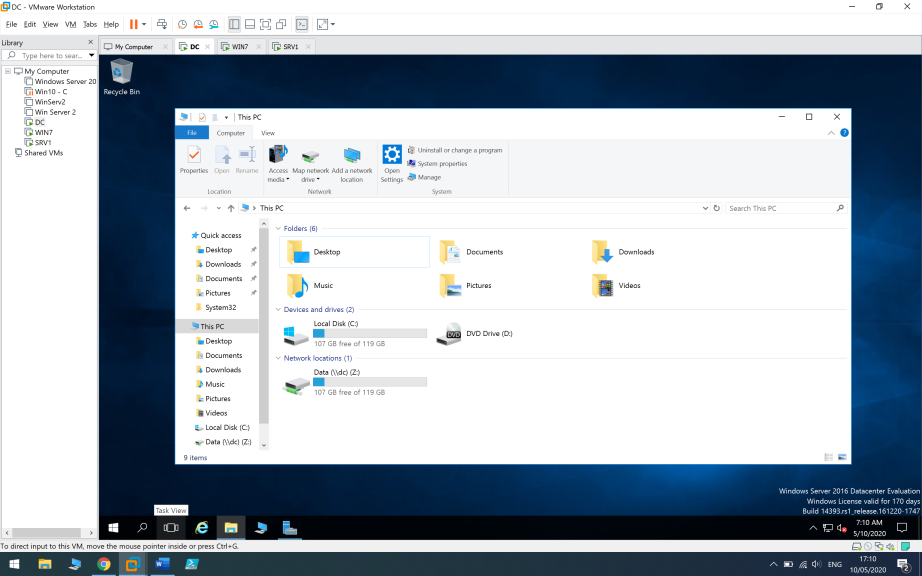 DC - VMware Workstation
File Edit View VM Tabs Help
Library
Type here to sear...
My Computer
Windows Server 20
Win10 - C
WinServ2
Win Server 2
DC
WIN7
SRV1
Shared VMs
My Computer DC WIN7 SRV1
Recycle Bin
This PC
File Computer View
Properties Open Rename
Location
Access media
Map network drive
Add a network location
Network
Open Settings
Uninstall or change a program
System properties
Manage
System
This PC
Search This PC
Quick access
Desktop
Downloads
Documents
Pictures
System32
This PC
Desktop
Documents
Downloads
Music
Pictures
Videos
Local Disk (C:)
Data (\\dc) (Z:)
Folders (6)
Desktop Documents Downloads
Music Pictures Videos
Devices and drives (2)
Local Disk (C:)
107 GB free of 119 GB
DVD
DVD Drive (D:)
Network locations (1)
Data (\\dc) (Z:)
107 GB free of 119 GB
9 items
Windows Server 2016 Datacenter Evaluation
Windows License valid for 170 days
Build 14393.rs1_release.161220-1747
Task View
7:10 AM
5/10/2020
To direct input to this VM, move the mouse pointer inside or press Ctrl+G.
ENG
17:10
10/05/2020
2